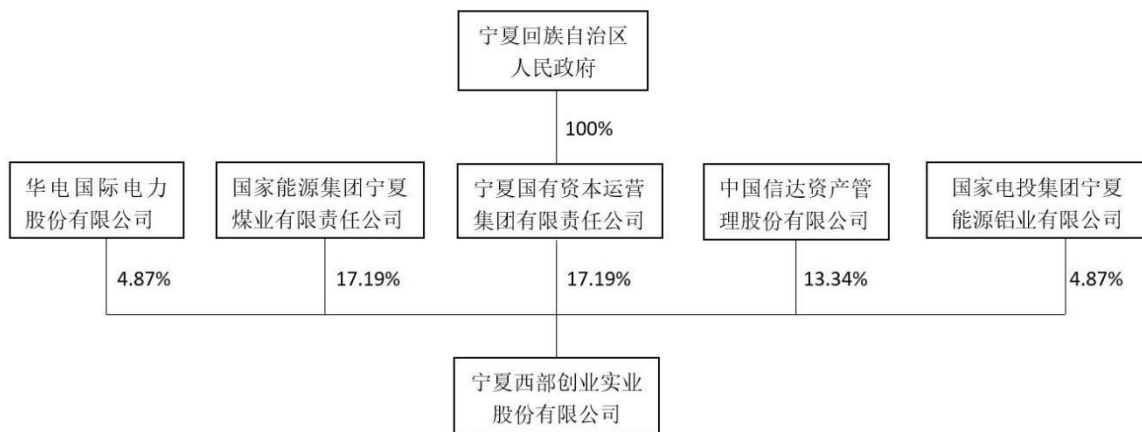 宁夏回族自治区
人民政府
100%
华电国际电力
股份有限公司
国家能源集团宁夏
煤业有限责任公司
宁夏国有资本运营
集团有限责任公司
中国信达资产管
理股份有限公司
国家电投集团宁夏
能源铝业有限公司
4.87%
17.19%
17.19%
13.34%
4.87%
宁夏西部创业实业
股份有限公司